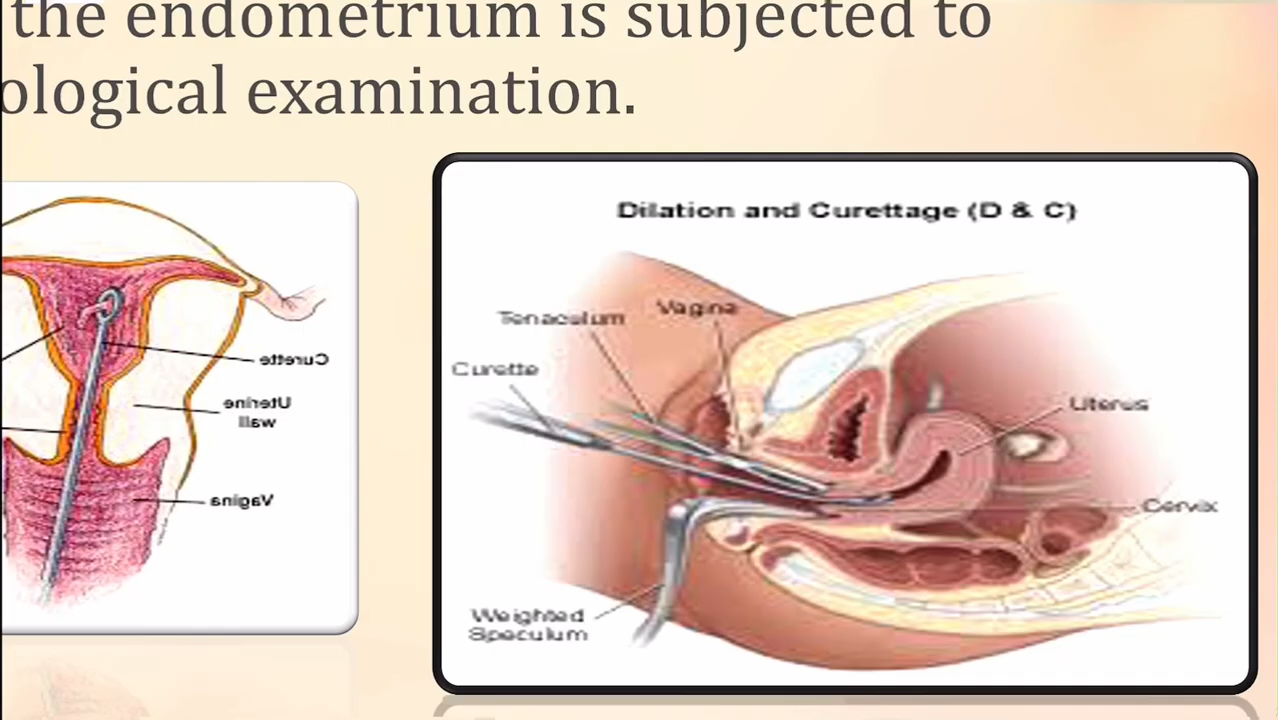 the endometrium is subjected to
ological examination.
Curette
Uterine
wall
Vagina
Dilation and Curettage (D & C)
Tenaculum
Vagina
Curette
Uterus
Cervix
Weighted
Speculum